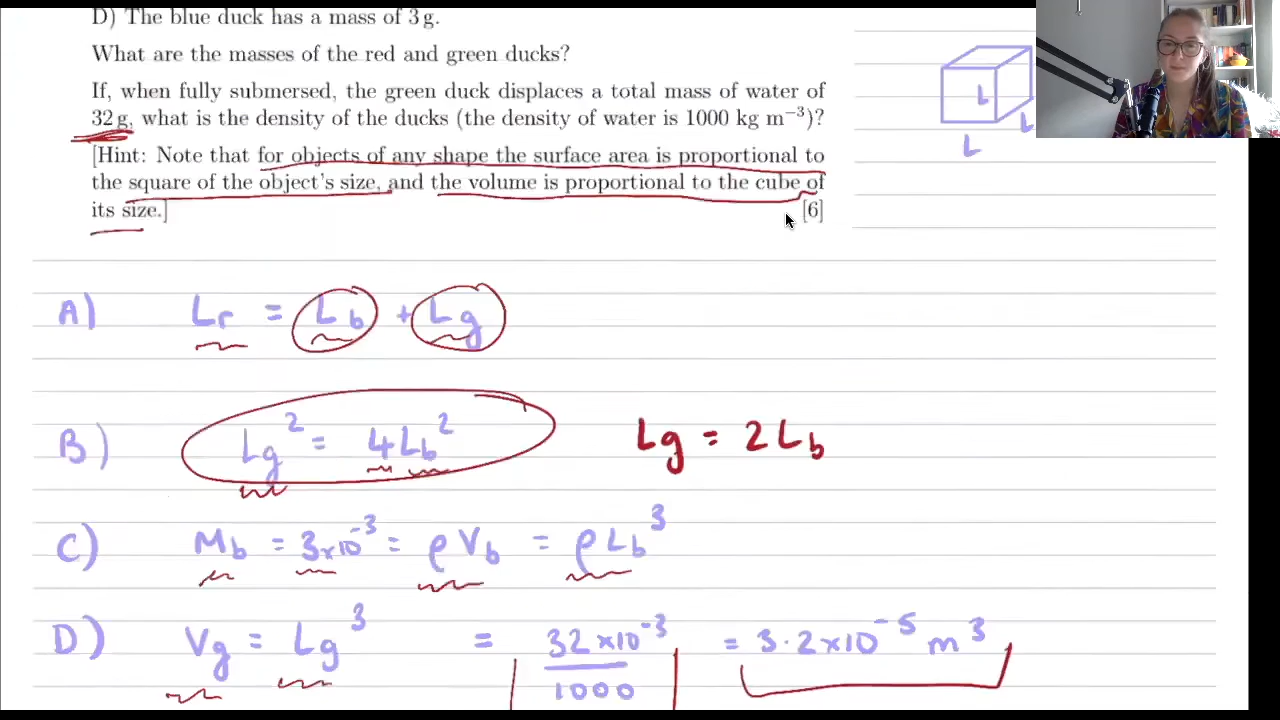 D) The blue duck has a mass of 3 g.
What are the masses of the red and green ducks?
If, when fully submersed, the green duck displaces a total mass of water of
32 g, what is the density of the ducks (the density of water is 1000 kg m⁻³)?
[Hint: Note that for objects of any shape the surface area is proportional to
the square of the object's size, and the volume is proportional to the cube of
its size.] [6]
L
L
L
A) Lr = Lb + Lg
B) Lg² = 4Lb² Lg = 2Lb
C) Mb = 3×10⁻³ = ρVb = ρLb³
D) Vg = Lg³ = 32×10⁻³/1000 = 3.2×10⁻⁵ m³